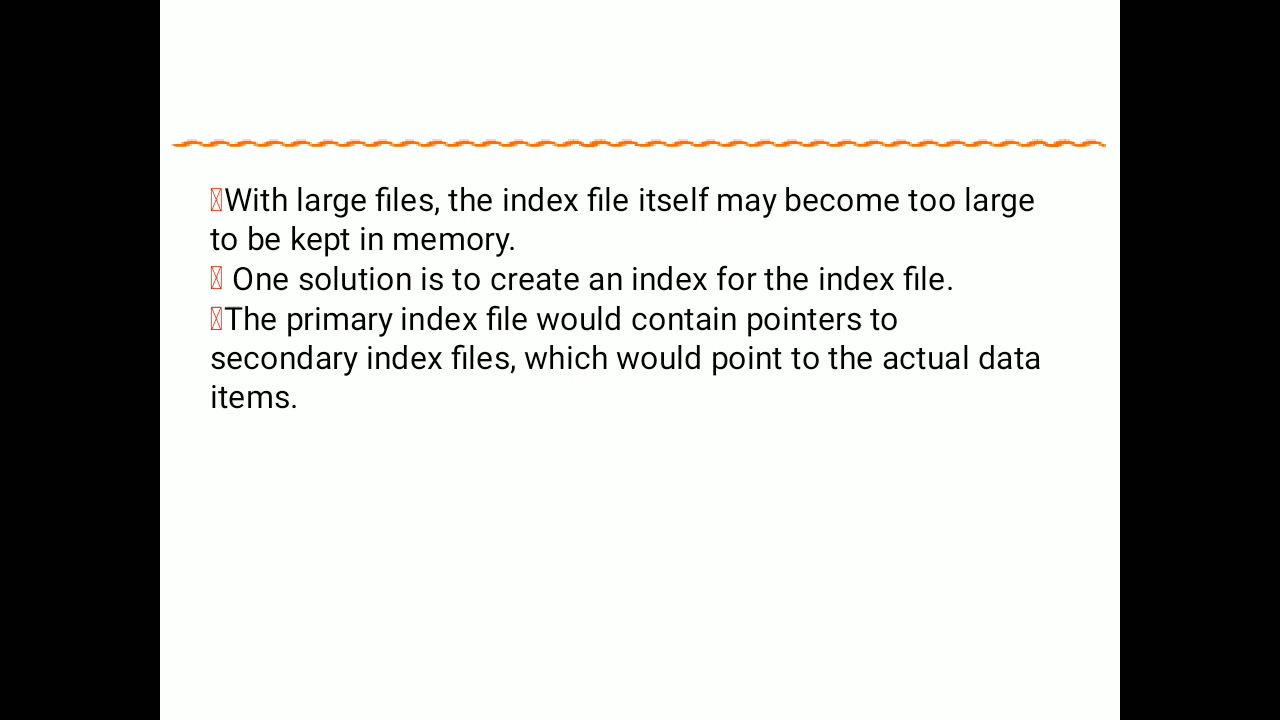 With large files, the index file itself may become too large
to be kept in memory.
One solution is to create an index for the index file.
The primary index file would contain pointers to
secondary index files, which would point to the actual data
items.